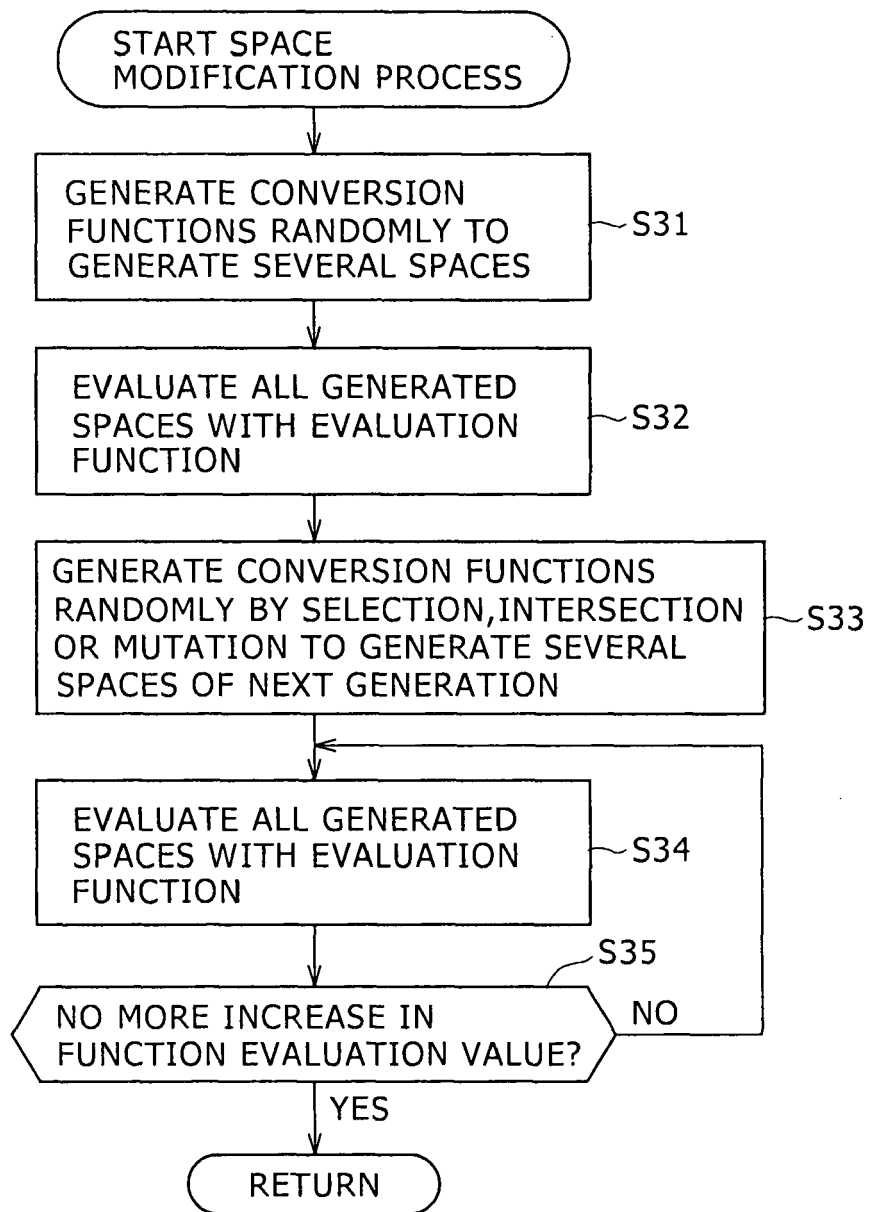 START SPACE
MODIFICATION PROCESS
GENERATE CONVERSION
FUNCTIONS RANDOMLY TO
GENERATE SEVERAL SPACES
S31
EVALUATE ALL GENERATED
SPACES WITH EVALUATION
FUNCTION
S32
GENERATE CONVERSION FUNCTIONS
RANDOMLY BY SELECTION,INTERSECTION
OR MUTATION TO GENERATE SEVERAL
SPACES OF NEXT GENERATION
S33
EVALUATE ALL GENERATED
SPACES WITH EVALUATION
FUNCTION
S34
S35
NO MORE INCREASE IN
FUNCTION EVALUATION VALUE?
NO
YES
RETURN